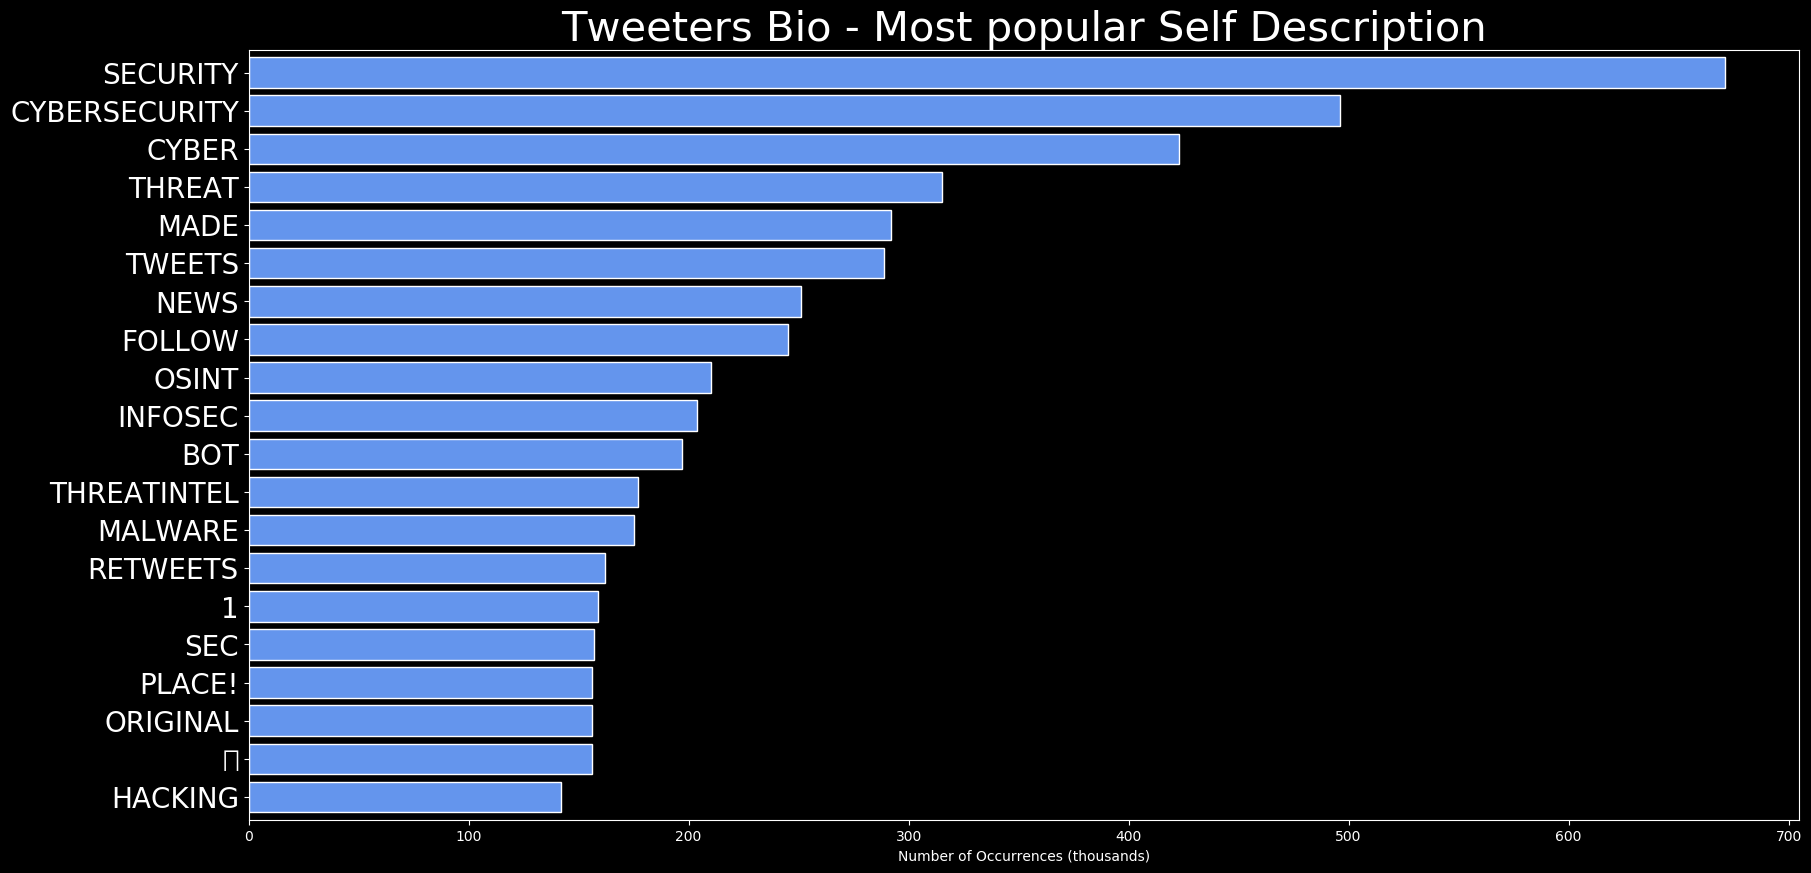 Tweeters Bio - Most popular Self Description
SECURITY
CYBERSECURITY
CYBER
THREAT
MADE
TWEETS
NEWS
FOLLOW
OSINT
INFOSEC
BOT
THREATINTEL
MALWARE
RETWEETS
1
SEC
PLACE!
ORIGINAL
HACKING
0 100 200 300 400 500 600 700
Number of Occurrences (thousands)